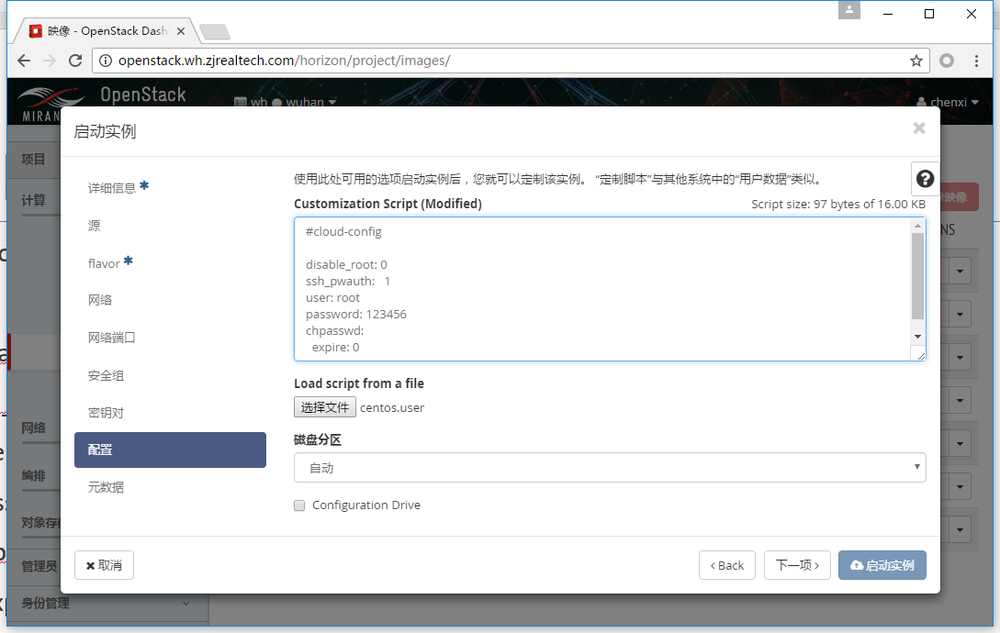 映像 - OpenStack Dash
openstack.wh.zjrealtech.com/horizon/project/images/
OpenStack
MIRAN
wh
wuhan
chenxi
启动实例
项目
计算
网络
编排
对象存储
管理员
身份管理
详细信息
源
flavor
网络
网络端口
安全组
密钥对
配置
元数据
使用此处可用的选项启动实例后，您就可以定制该实例。 “定制脚本”与其他系统中的“用户数据”类似。
Customization Script (Modified)
Script size: 97 bytes of 16.00 KB
#cloud-config
disable_root: 0
ssh_pwauth: 1
user: root
password: 123456
chpasswd:
expire: 0
Load script from a file
选择文件 centos.user
磁盘分区
自动
Configuration Drive
取消
‹ Back
下一项 ›
启动实例
映像
NS